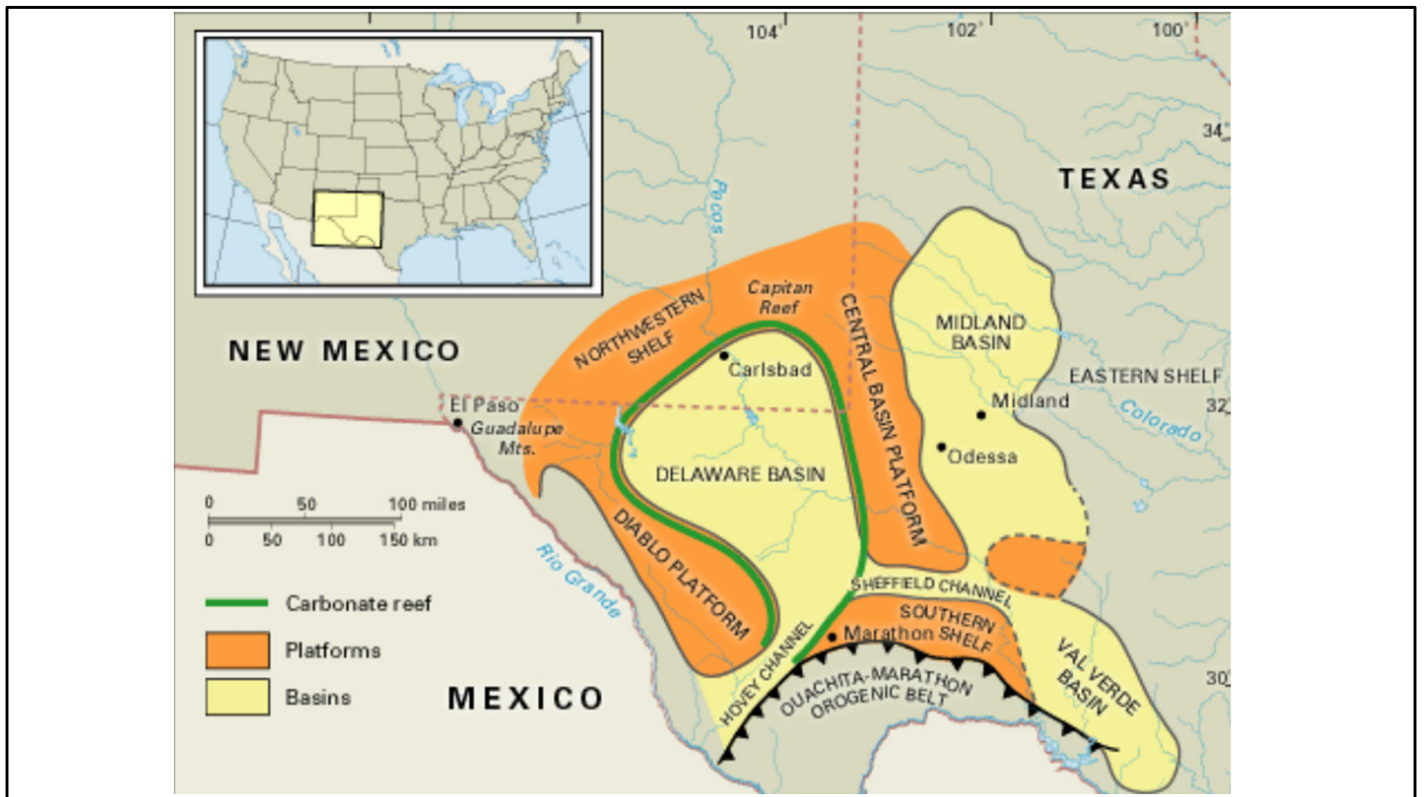 104°
102°
100°
34°
TEXAS
Pecos
Capitan
Reef
NORTHWESTERN
SHELF
CENTRAL BASIN PLATFORM
MIDLAND
BASIN
NEW MEXICO
Carlsbad
EASTERN SHELF
Midland
32°
Colorado
El Paso
Guadalupe
Mts.
Odessa
DELAWARE BASIN
0 50 100 miles
0 50 100 150 km
DIABLO PLATFORM
Rio Grande
SHEFFIELD CHANNEL
Carbonate reef
SOUTHERN
SHELF
Marathon
Platforms
HOVEY CHANNEL
VAL VERDE
BASIN
30°
OUACHITA-MARATHON
OROGENIC BELT
Basins
MEXICO